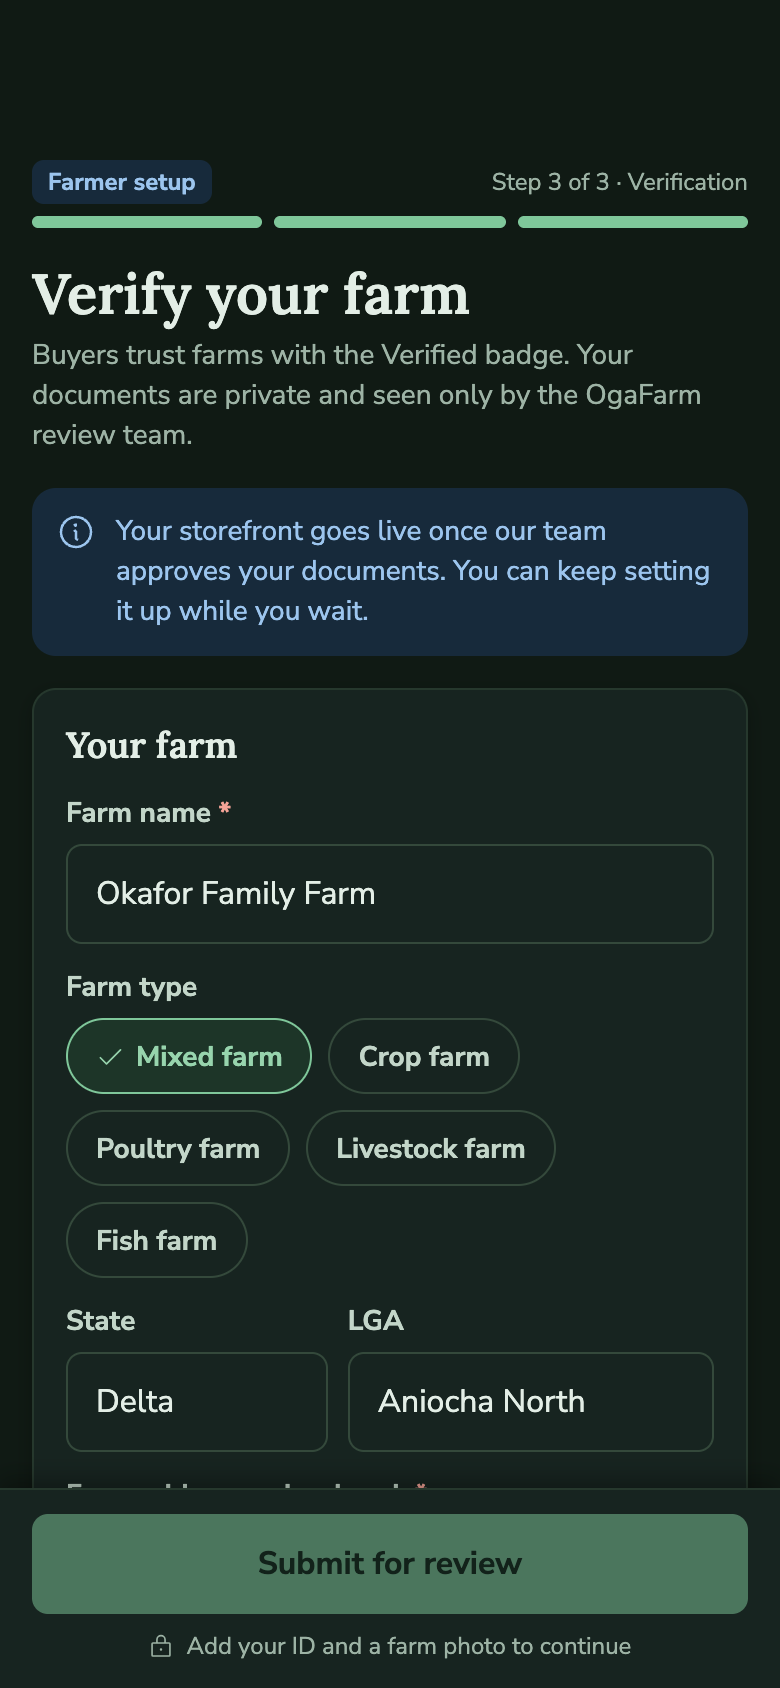 Farmer setup
Step 3 of 3 · Verification
Verify your farm
Buyers trust farms with the Verified badge. Your
documents are private and seen only by the OgaFarm
review team.
Your storefront goes live once our team
approves your documents. You can keep setting
it up while you wait.
Your farm
Farm name *
Okafor Family Farm
Farm type
Mixed farm
Crop farm
Poultry farm
Livestock farm
Fish farm
State
LGA
Delta
Aniocha North
Submit for review
Add your ID and a farm photo to continue